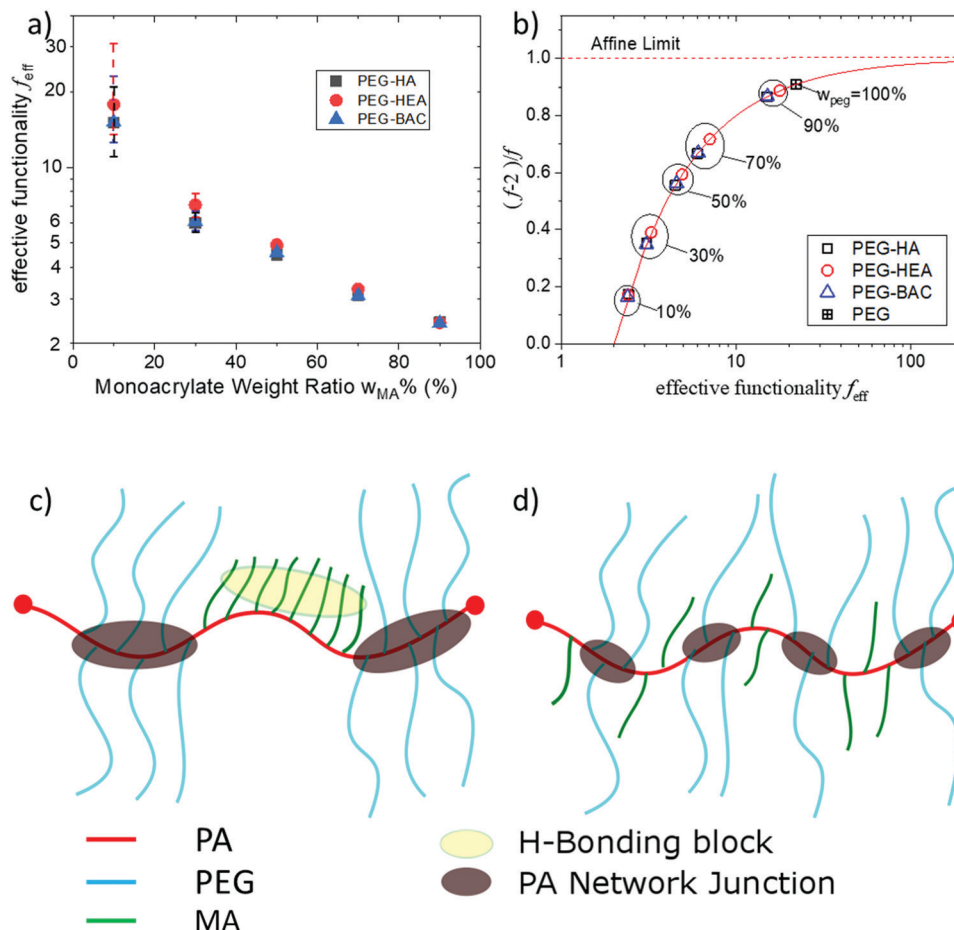 a)
effective functionality f_eff
30
20
10
6
5
4
3
2
0 20 40 60 80 100
Monoacrylate Weight Ratio w_MA% (%)
PEG-HA
PEG-HEA
PEG-BAC
b)
(f-2)/f
1.0
0.8
0.6
0.4
0.2
0.0
1 10 100
effective functionality f_eff
Affine Limit
w_peg=100%
90%
70%
50%
30%
10%
PEG-HA
PEG-HEA
PEG-BAC
PEG
c)
d)
PA
PEG
MA
H-Bonding block
PA Network Junction